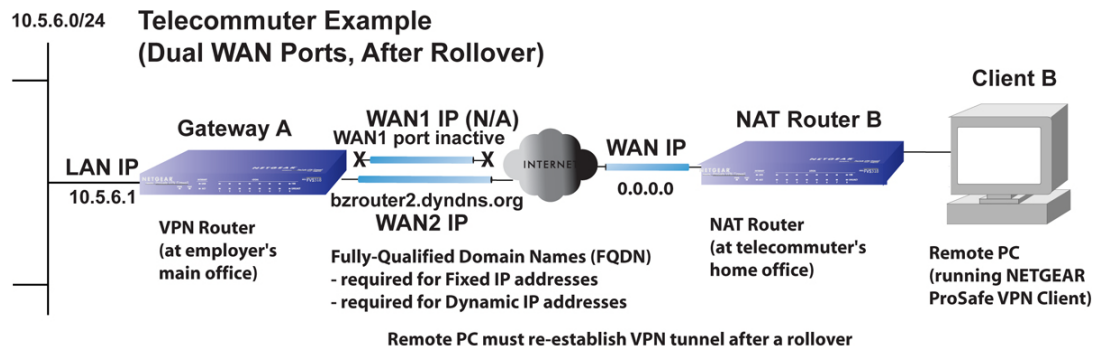 10.5.6.0/24
Telecommuter Example
(Dual WAN Ports, After Rollover)
Client B
Gateway A
WAN1 IP (N/A)
WAN1 port inactive
NAT Router B
LAN IP
10.5.6.1
NETGEAR
X
X
INTERNET
WAN IP
0.0.0.0
NETGEAR
bzrouter2.dyndns.org
WAN2 IP
VPN Router
(at employer's
main office)
Fully-Qualified Domain Names (FQDN)
- required for Fixed IP addresses
- required for Dynamic IP addresses
NAT Router
(at telecommuter's
home office)
Remote PC
(running NETGEAR
ProSafe VPN Client)
Remote PC must re-establish VPN tunnel after a rollover